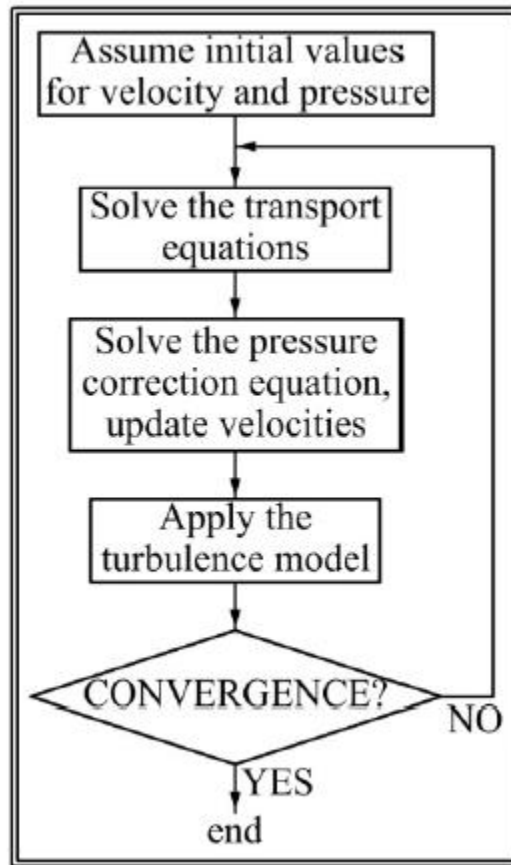 Assume initial values
for velocity and pressure
Solve the transport
equations
Solve the pressure
correction equation,
update velocities
Apply the
turbulence model
CONVERGENCE?
NO
YES
end